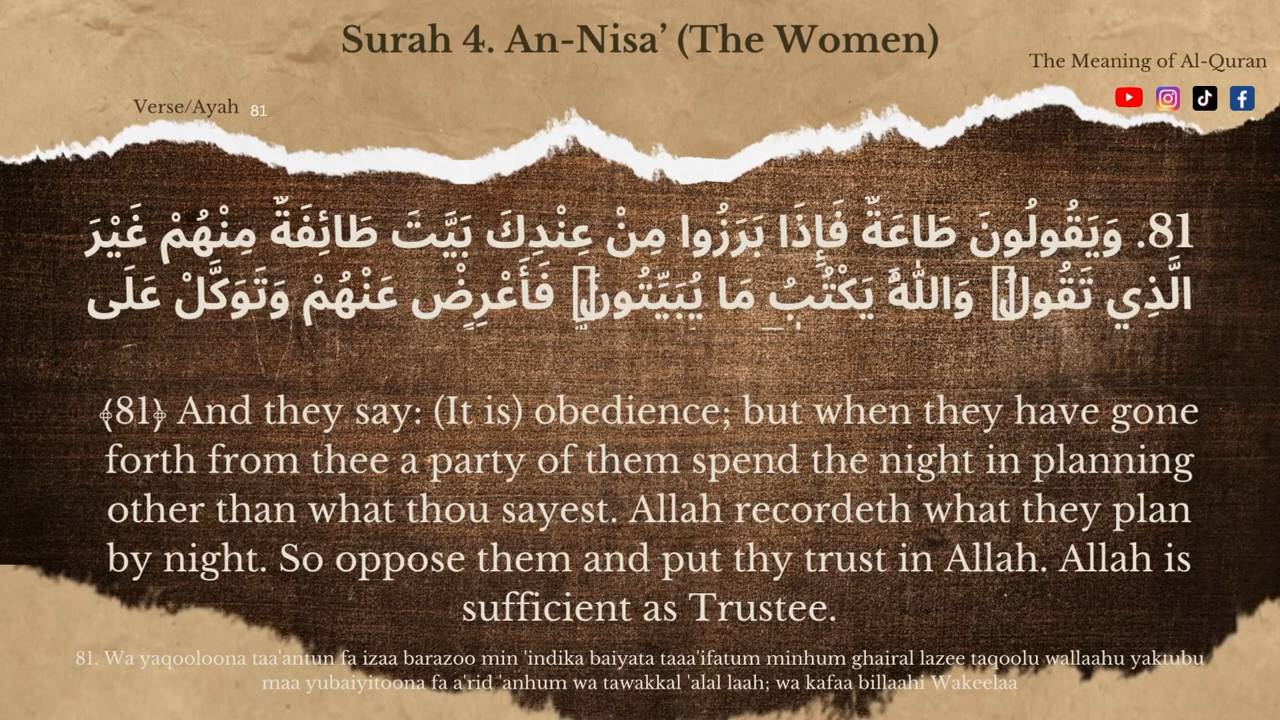 Surah 4. An-Nisa’ (The Women)
The Meaning of Al-Quran
Verse/Ayah 81
81. وَيَقُولُونَ طَاعَةٌ فَإِذَا بَرَزُوا مِنْ عِنْدِكَ بَيَّتَ طَائِفَةٌ مِنْهُمْ غَيْرَ
الَّذِي تَقُولُ وَاللَّهُ يَكْتُبُ مَا يُبَيِّتُونَ فَأَعْرِضْ عَنْهُمْ وَتَوَكَّلْ عَلَى
﴾81﴿ And they say: (It is) obedience; but when they have gone
forth from thee a party of them spend the night in planning
other than what thou sayest. Allah recordeth what they plan
by night. So oppose them and put thy trust in Allah. Allah is
sufficient as Trustee.
81. Wa yaqooloona taa'antun fa izaa barazoo min 'indika baiyata taaa'ifatum minhum ghairal lazee taqoolu wallaahu yaktubu
maa yubaiyitoona fa a'rid 'anhum wa tawakkal 'alal laah; wa kafaa billaahi Wakeelaa